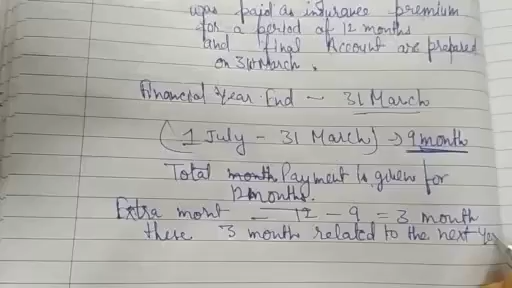 was paid as insurance premium
for a period of 12 months
and final Account are prepared
on 31st March.
Financial Year End ~ 31 March
(1 July - 31 March) → 9 month
Total month Payment is given for
12 months.
Extra mont - 12 - 9 = 3 month
these 3 month related to the next Yea